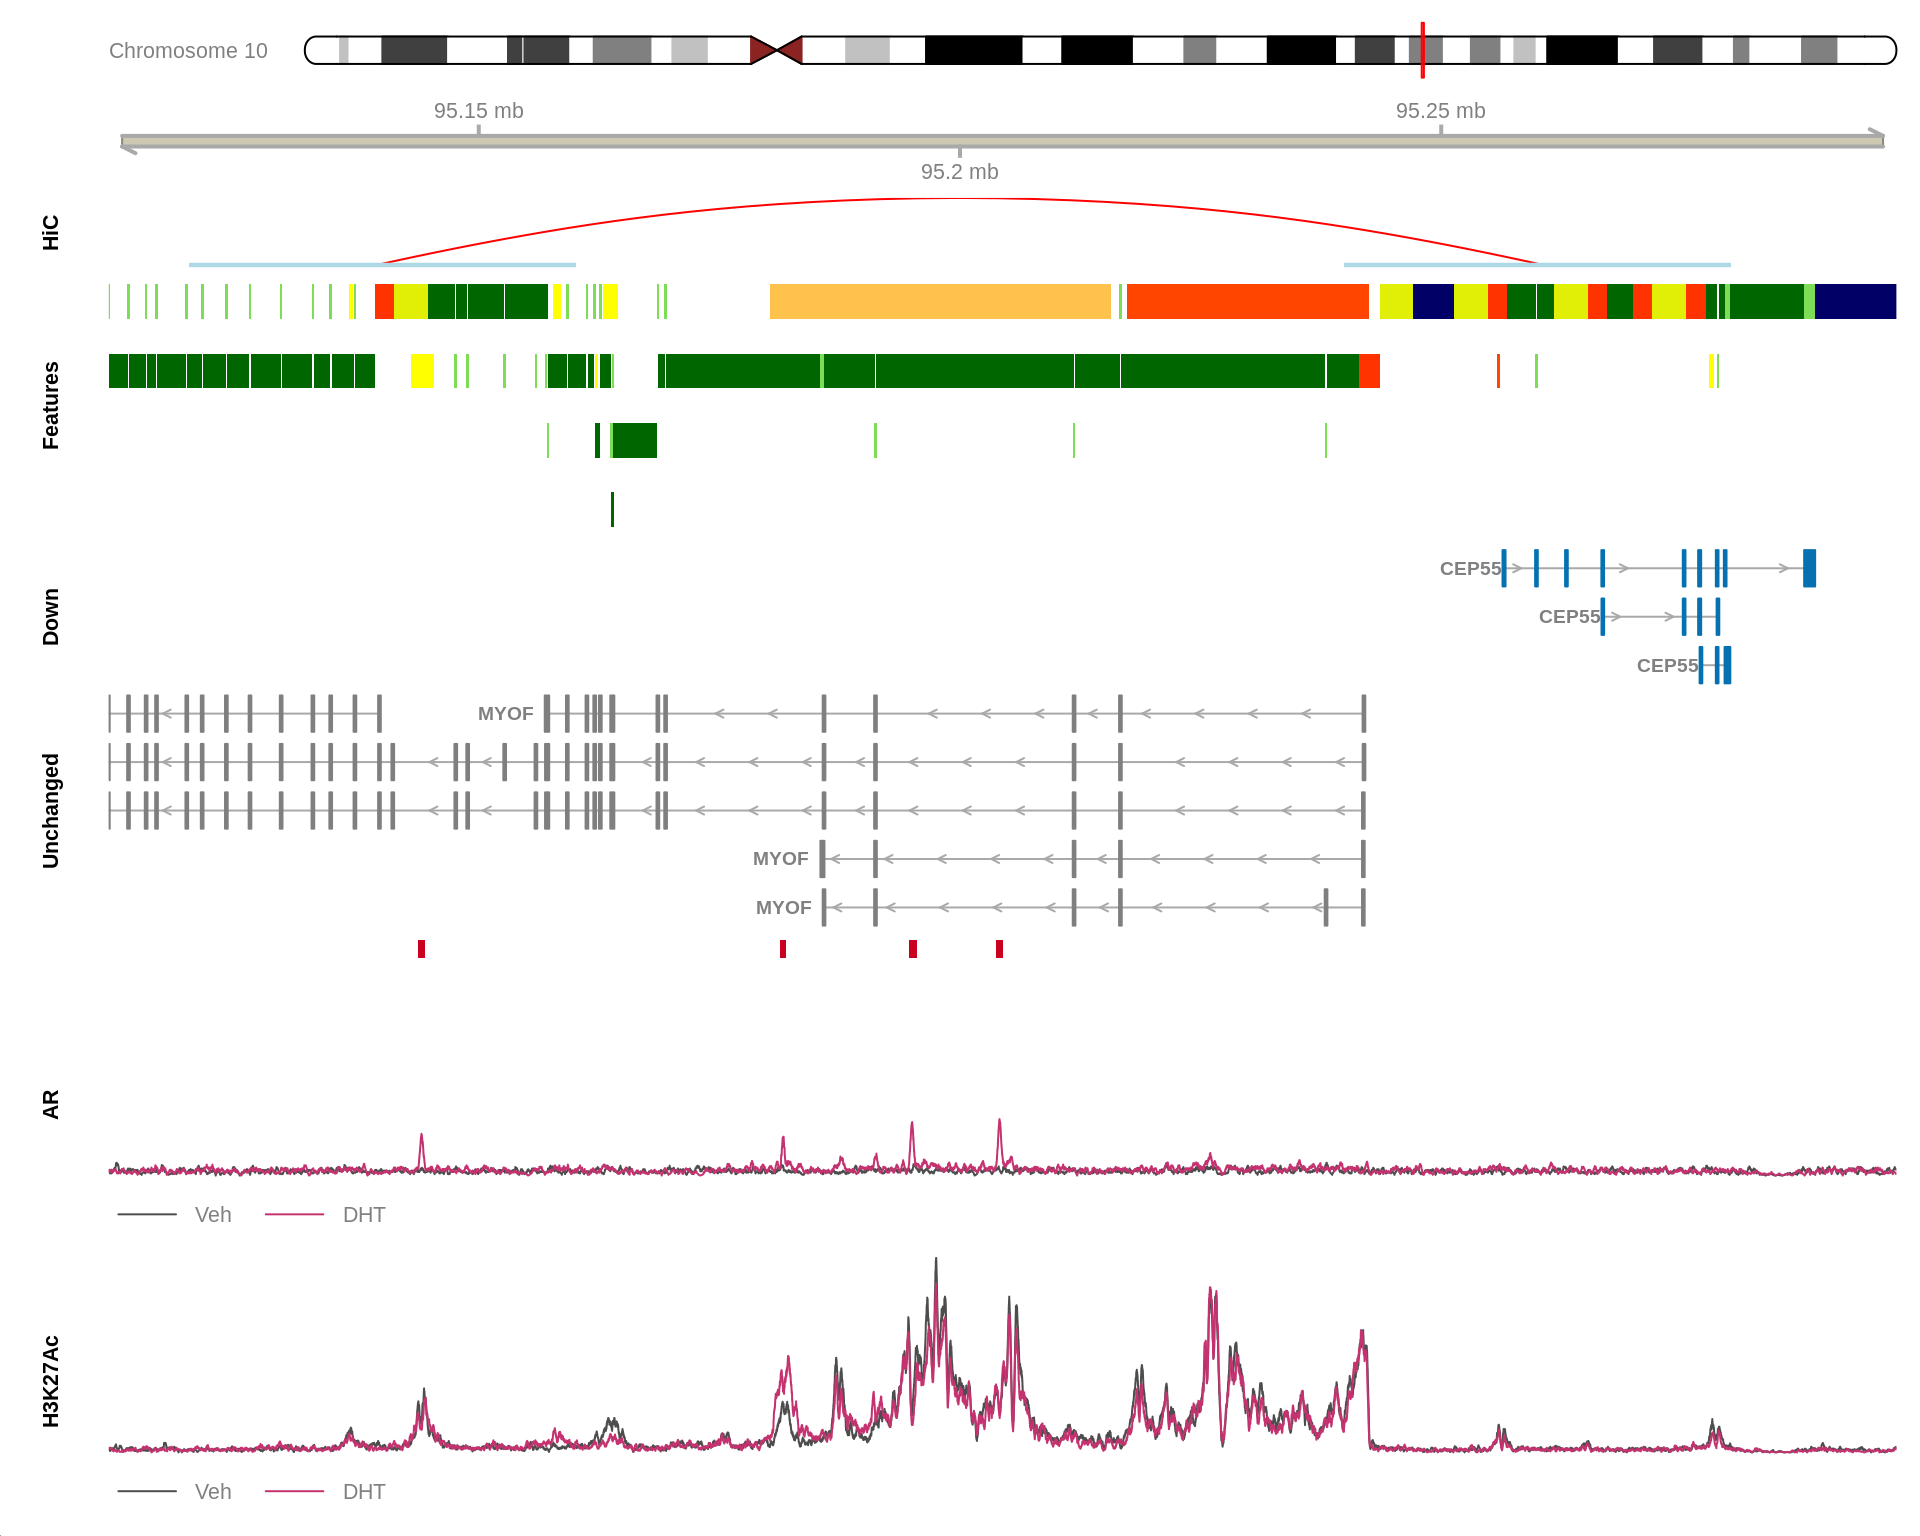 Chromosome 10
95.15 mb
95.25 mb
95.2 mb
HiC
Features
CEP55
Down
CEP55
CEP55
MYOF
Unchanged
MYOF
MYOF
AR
Veh
DHT
H3K27Ac
Veh
DHT